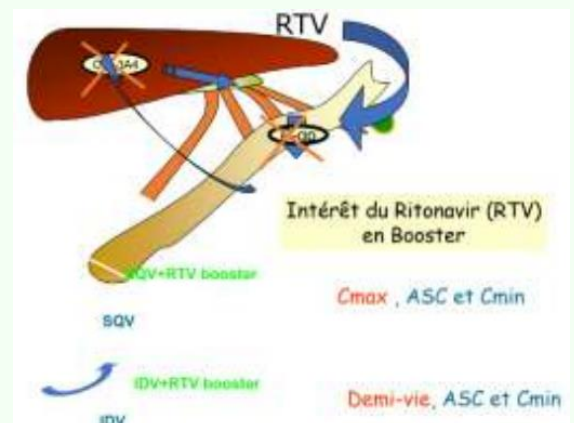 RTV
Intérêt du Ritonavir (RTV)
en Booster
SQV+RTV booster
Cmax , ASC et Cmin
SQV
IDV+RTV booster
Demi-vie, ASC et Cmin
IDV